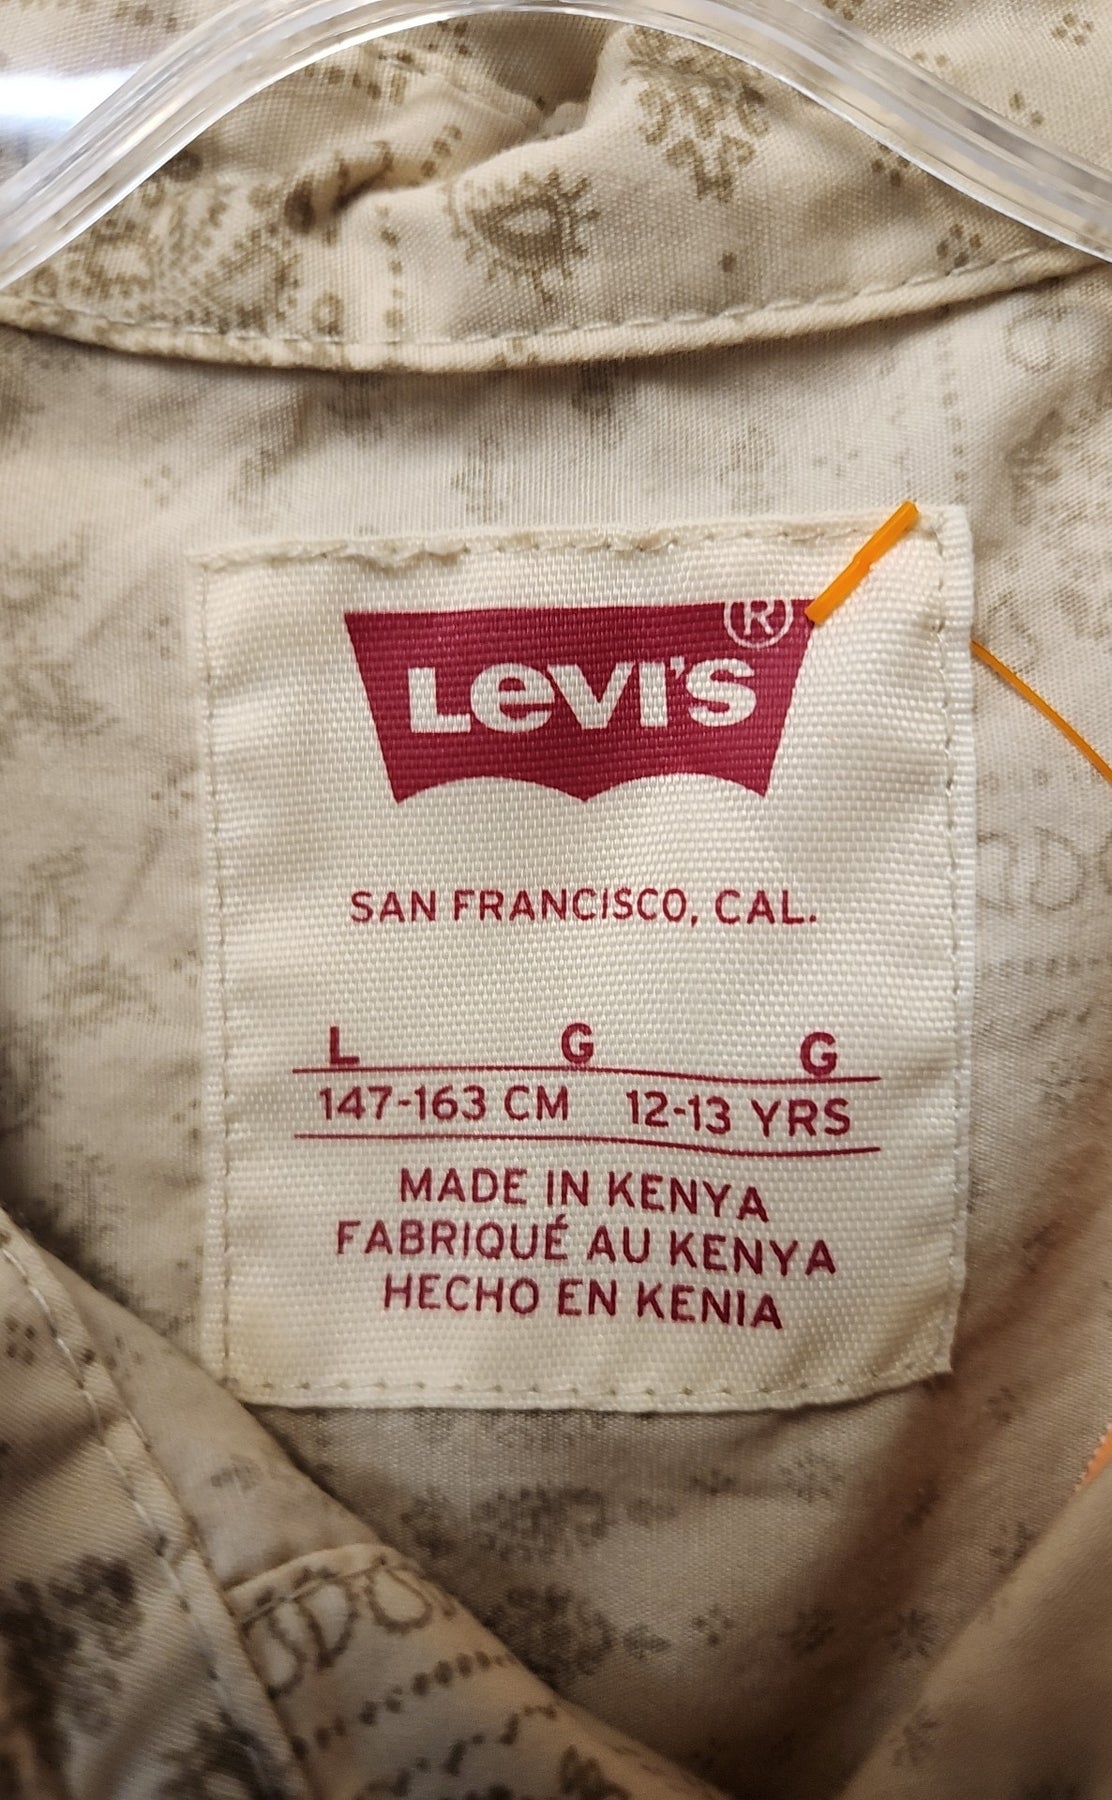 LEVI'S ®
SAN FRANCISCO, CAL.
L G G
147-163 CM 12-13 YRS
MADE IN KENYA
FABRIQUÉ AU KENYA
HECHO EN KENIA